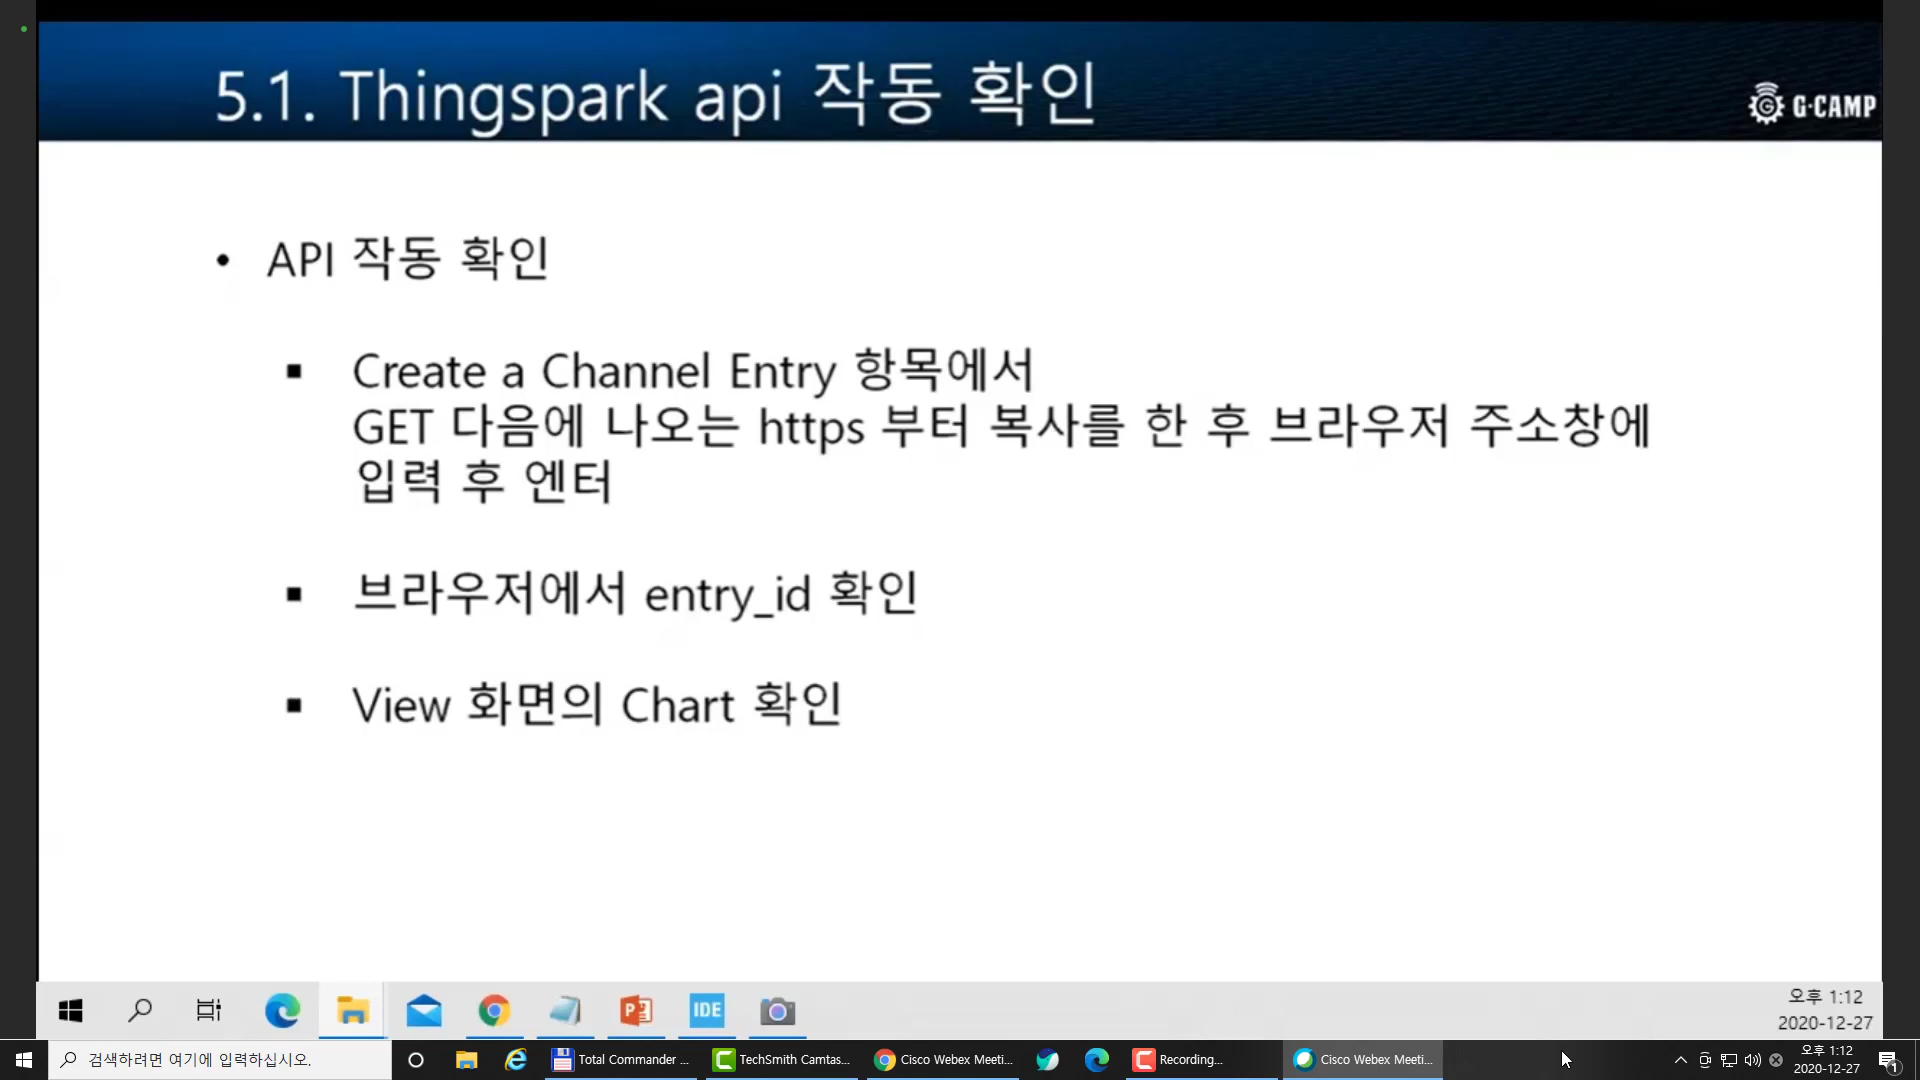 5.1. Thingspark api 작동 확인
G·CAMP
• API 작동 확인
▪ Create a Channel Entry 항목에서
GET 다음에 나오는 https 부터 복사를 한 후 브라우저 주소창에
입력 후 엔터
▪ 브라우저에서 entry_id 확인
▪ View 화면의 Chart 확인
IDE
오후 1:12
2020-12-27
검색하려면 여기에 입력하십시오.
Total Commander ...
TechSmith Camtas...
Cisco Webex Meeti...
Recording...
Cisco Webex Meeti...
오후 1:12
2020-12-27
1